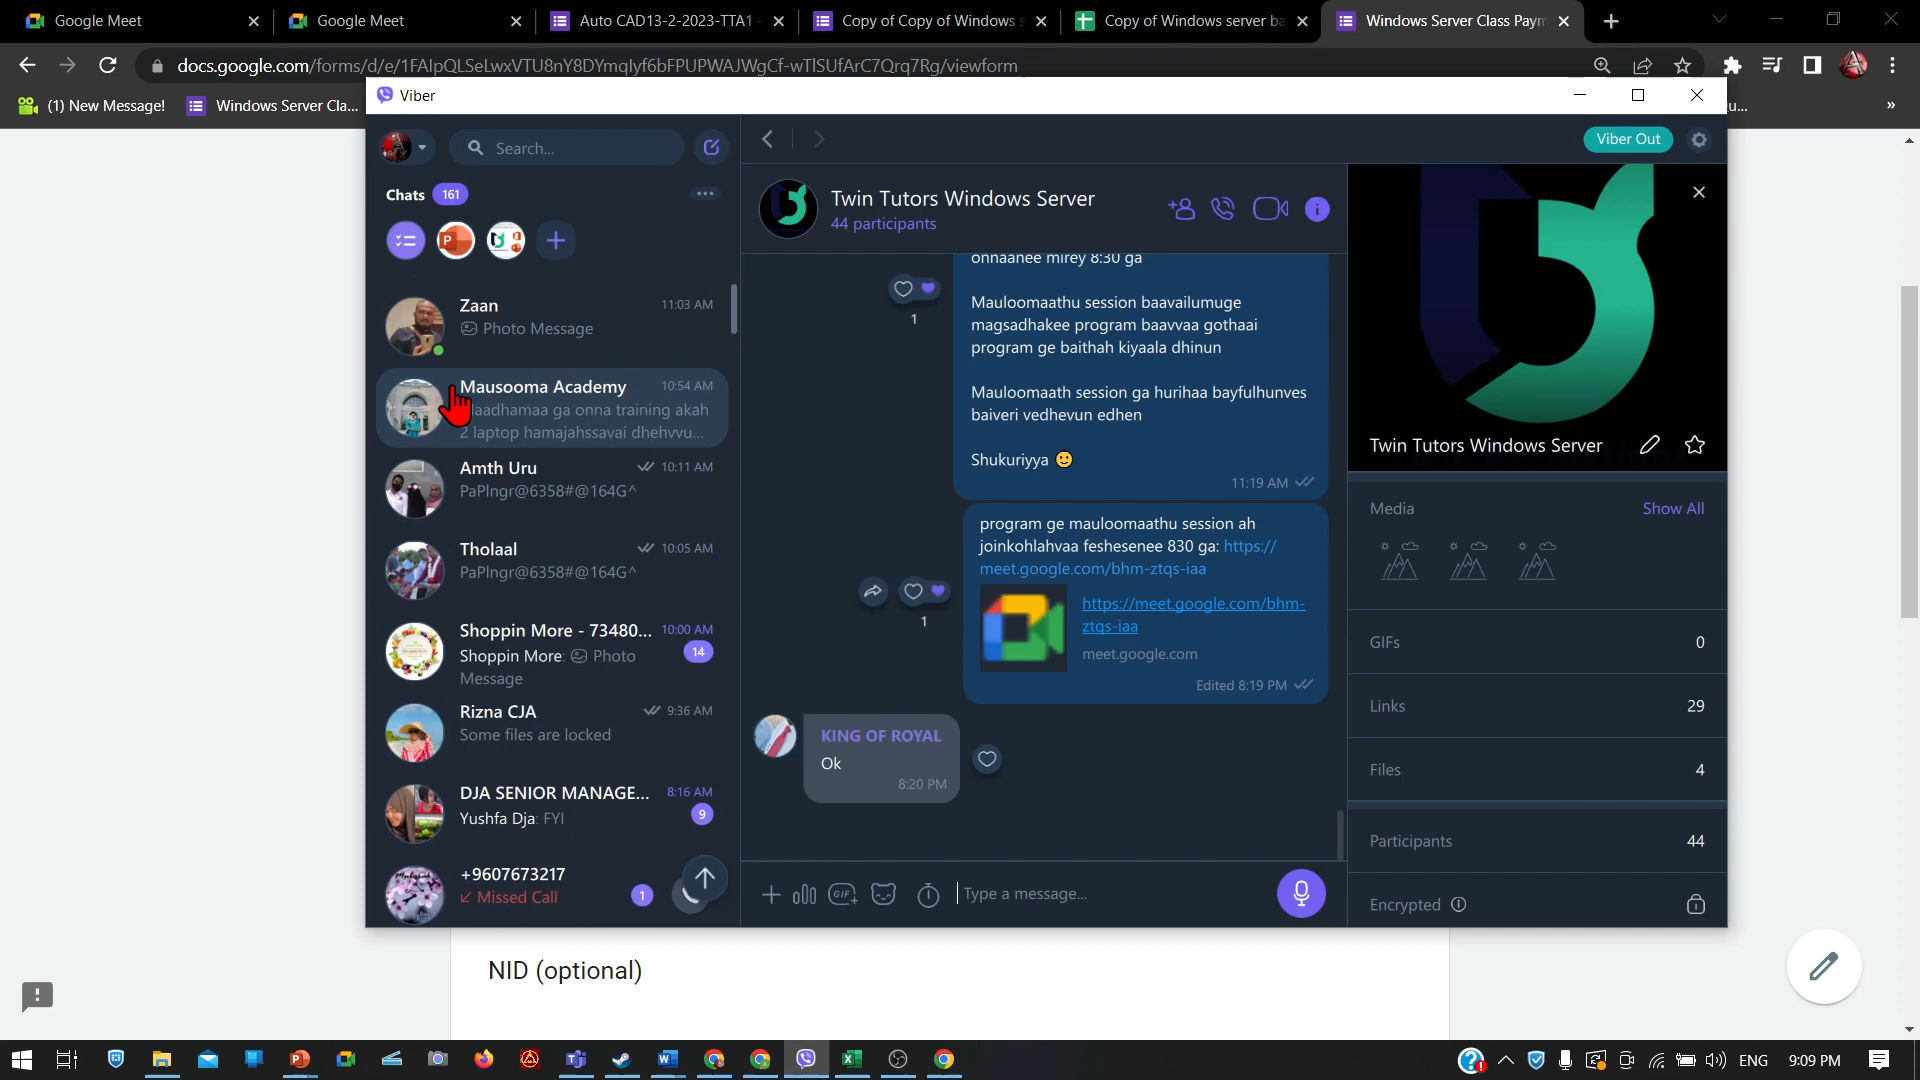 Google Meet
Google Meet
Auto CAD13-2-2023-TTA1 -
Copy of Copy of Windows s
Copy of Windows server ba
Windows Server Class Paym
docs.google.com/forms/d/e/1FAIpQLSeLwxVTU8nY8DYmqIyf6bFPUPWAJWgCf-wTlSUfArC7Qrq7Rg/viewform
(1) New Message!
Windows Server Cla...
u...
Viber
Search...
Viber Out
Chats 161
Twin Tutors Windows Server
44 participants
Zaan 11:03 AM
Photo Message
Mausooma Academy 10:54 AM
aadhamaa ga onna training akah
2 laptop hamajahssavai dhehvvu...
Amth Uru 10:11 AM
PaPlngr@6358#@164G^
Tholaal 10:05 AM
PaPlngr@6358#@164G^
Shoppin More - 73480... 10:00 AM
Shoppin More: Photo 14
Message
Rizna CJA 9:36 AM
Some files are locked
DJA SENIOR MANAGE... 8:16 AM
Yushfa Dja: FYI 9
+9607673217
Missed Call 1
onnaanee mirey 8:30 ga
Mauloomaathu session baavailumuge
magsadhakee program baavvaa gothaai
program ge baithah kiyaala dhinun
Mauloomaath session ga hurihaa bayfulhunves
baiveri vedhevun edhen
Shukuriyya
11:19 AM
1
program ge mauloomaathu session ah
joinkohlahvaa feshesenee 830 ga: https://
meet.google.com/bhm-ztqs-iaa
https://meet.google.com/bhm-
ztqs-iaa
meet.google.com
Edited 8:19 PM
1
KING OF ROYAL
Ok
8:20 PM
GIF
Type a message...
Twin Tutors Windows Server
Media Show All
GIFs 0
Links 29
Files 4
Participants 44
Encrypted
NID (optional)
ENG 9:09 PM